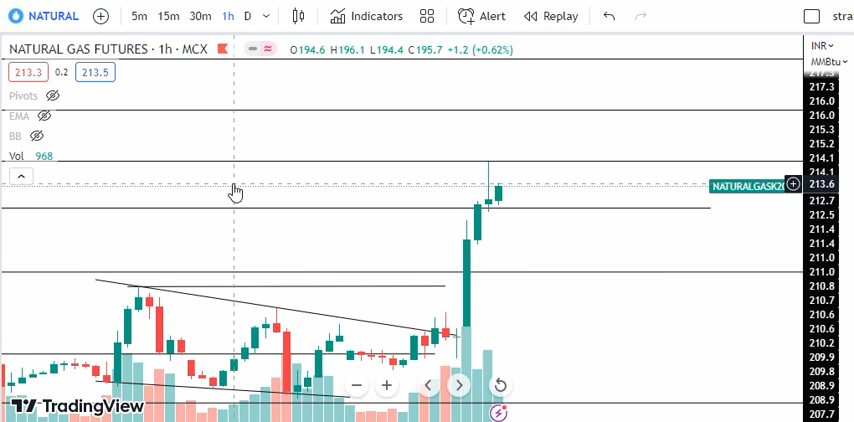 NATURAL 5m 15m 30m 1h D Indicators Alert Replay stra
NATURAL GAS FUTURES · 1h · MCX O194.6 H196.1 L194.4 C195.7 +1.2 (+0.62%) INR
213.3 0.2 213.5 MMBtu
Pivots
EMA
BB
Vol 968
217.3
217.3
216.0
216.0
215.3
215.2
214.1
214.1
NATURALGASK20 213.6
212.7
212.5
211.4
211.4
211.0
211.0
210.8
210.7
210.6
210.6
210.2
209.9
209.8
208.9
208.9
207.7
TradingView